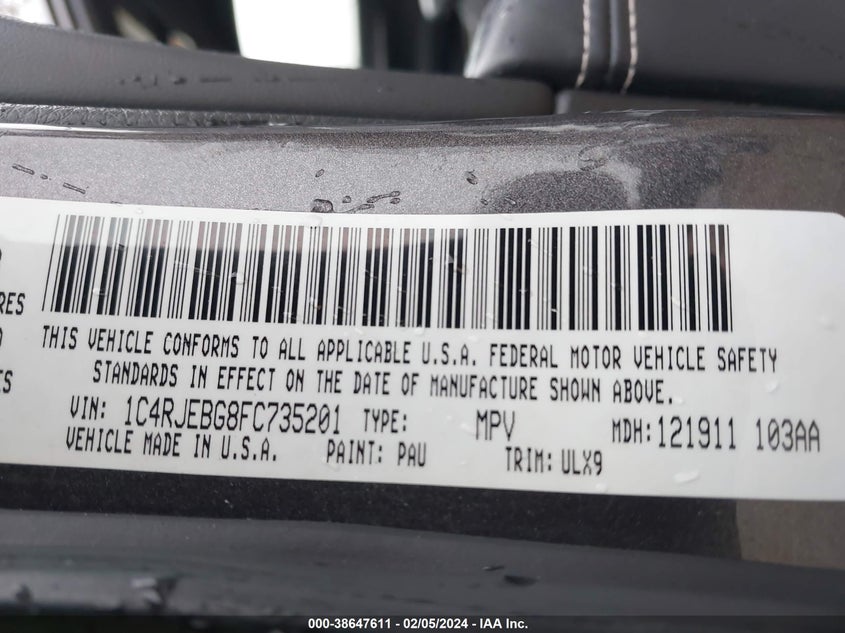 RES
THIS VEHICLE CONFORMS TO ALL APPLICABLE U.S.A. FEDERAL MOTOR VEHICLE SAFETY
STANDARDS IN EFFECT ON THE DATE OF MANUFACTURE SHOWN ABOVE.
ES
VIN: 1C4RJEBG8FC735201 TYPE: MPV MDH:121911 103AA
VEHICLE MADE IN U.S.A. PAINT: PAU TRIM: ULX9
000-38647611 - 02/05/2024 - IAA Inc.